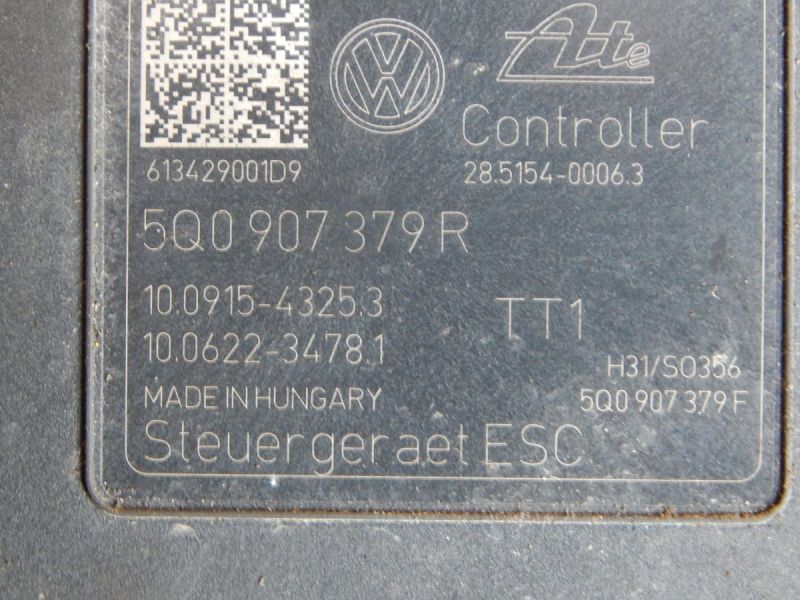 VW
Ate
Controller
613429001D9
28.5154-0006.3
5Q0 907 379 R
10.0915-4325.3
TT1
10.0622-3478.1
H31/S0356
MADE IN HUNGARY
5Q0 907 379 F
Steuergeraet ESC